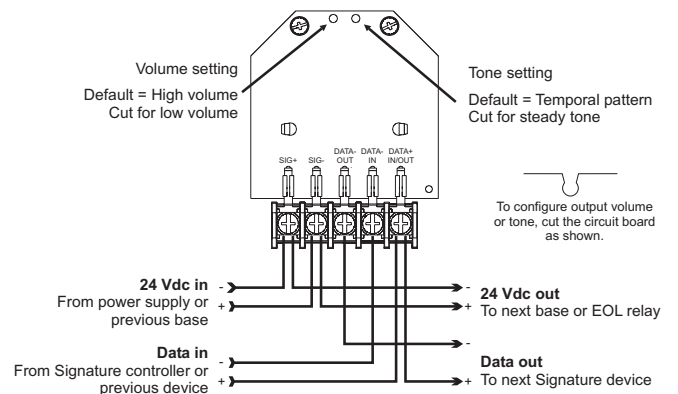 Volume setting
Default = High volume
Cut for low volume
Tone setting
Default = Temporal pattern
Cut for steady tone
SIG+
SIG-
DATA-
OUT
DATA-
IN
DATA+
IN/OUT
To configure output volume
or tone, cut the circuit board
as shown.
24 Vdc in
From power supply or
previous base
-
+
-
+
24 Vdc out
To next base or EOL relay
Data in
From Signature controller or
previous device
-
+
-
+
Data out
To next Signature device